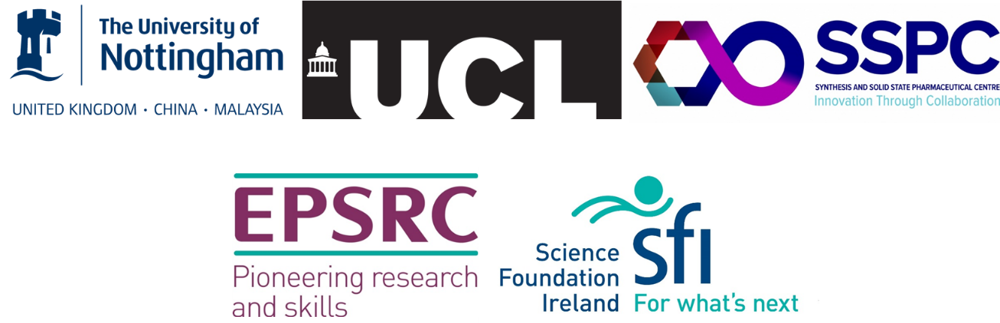 The University of
Nottingham
UNITED KINGDOM · CHINA · MALAYSIA
UCL
SSPC
SYNTHESIS AND SOLID STATE PHARMACEUTICAL CENTRE
Innovation Through Collaboration
EPSRC
Pioneering research
and skills
Science
Foundation
Ireland
sfi
For what's next